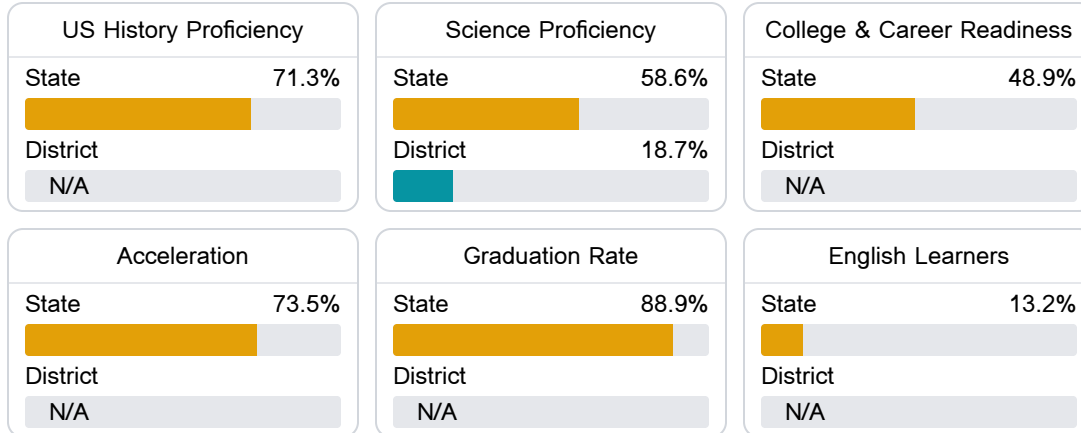 US History Proficiency
State 71.3%
District
N/A
Science Proficiency
State 58.6%
District 18.7%
College & Career Readiness
State 48.9%
District
N/A
Acceleration
State 73.5%
District
N/A
Graduation Rate
State 88.9%
District
N/A
English Learners
State 13.2%
District
N/A